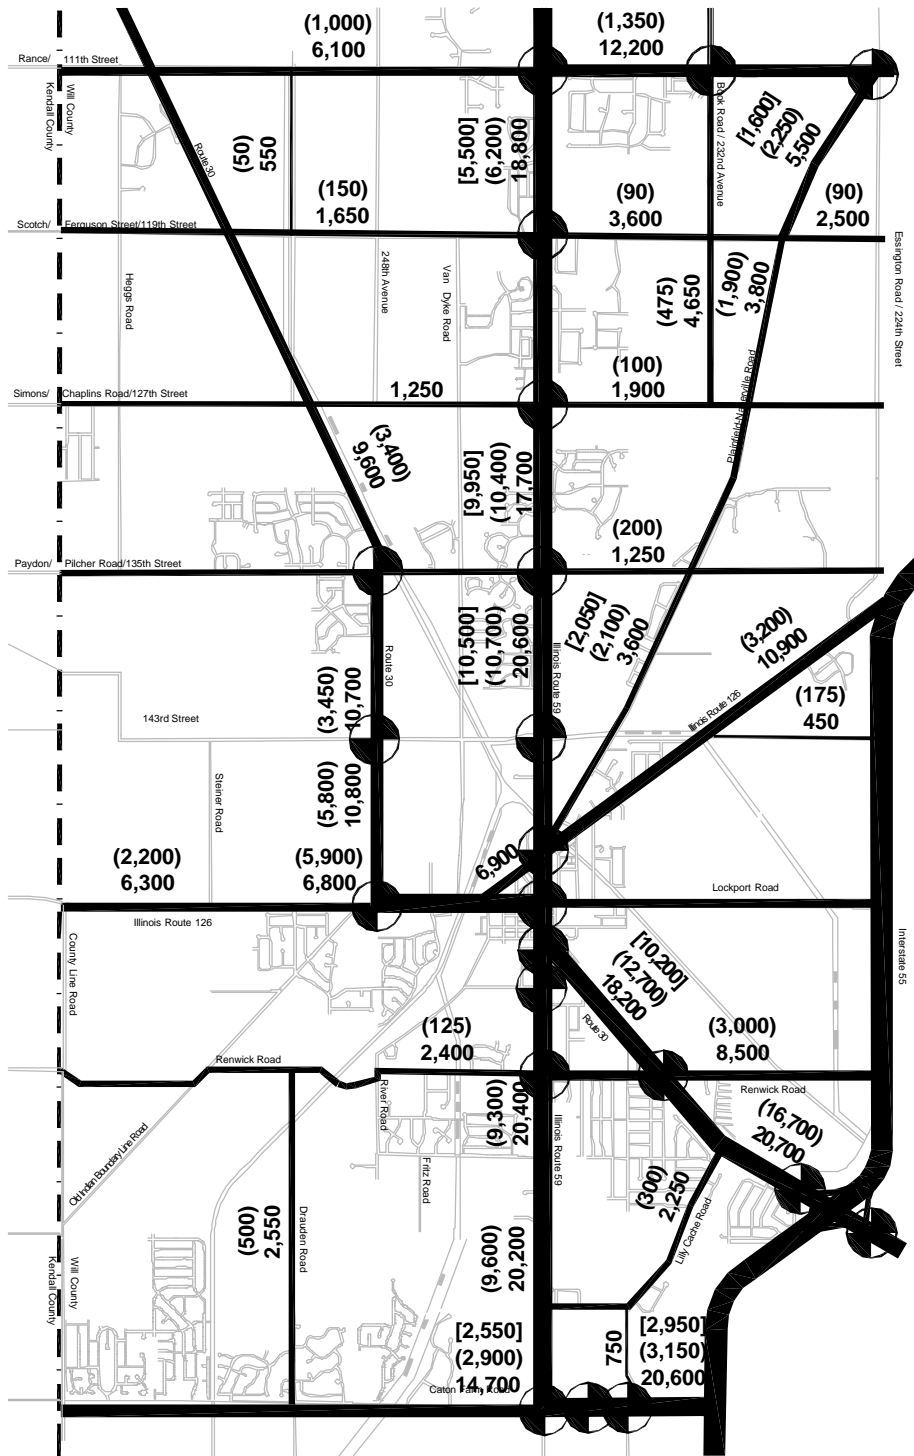 (1,000)
6,100
(1,350)
12,200
Rance/ 111th Street
Kendall County
Will County
Route 30
(50)
550
[5,500]
(6,200)
18,800
Book Road / 232nd Avenue
[1,600]
(2,250)
5,500
(150)
1,650
(90)
3,600
(90)
2,500
Scotch/ Ferguson Street/119th Street
Heggs Road
248th Avenue
Van Dyke Road
(475)
4,650
(1,900)
3,800
Essington Road / 224th Street
(100)
1,900
1,250
Simons/ Chaplins Road/127th Street
Plainfield-Naperville Road
(3,400)
9,600
[9,950]
(10,400)
17,700
(200)
1,250
Paydon/ Pilcher Road/135th Street
Route 30
[10,500]
(10,700)
20,600
Illinois Route 59
[2,050]
(2,100)
3,600
(3,200)
10,900
(3,450)
10,700
Illinois Route 126
(175)
450
143rd Street
Steiner Road
(5,800)
10,800
(2,200)
6,300
(5,900)
6,800
6,900
Lockport Road
Illinois Route 126
County Line Road
Interstate 55
[10,200]
(12,700)
18,200
Route 30
(125)
2,400
(3,000)
8,500
Renwick Road
Renwick Road
River Road
(9,300)
20,400
Illinois Route 59
(16,700)
20,700
Old Indian Boundary Line Road
Fritz Road
(300)
2,250
Lilly Cache Road
(500)
2,550
Drauden Road
(9,600)
20,200
Will County
Kendall County
[2,550]
(2,900)
14,700
750
[2,950]
(3,150)
20,600
Caton Farm Road